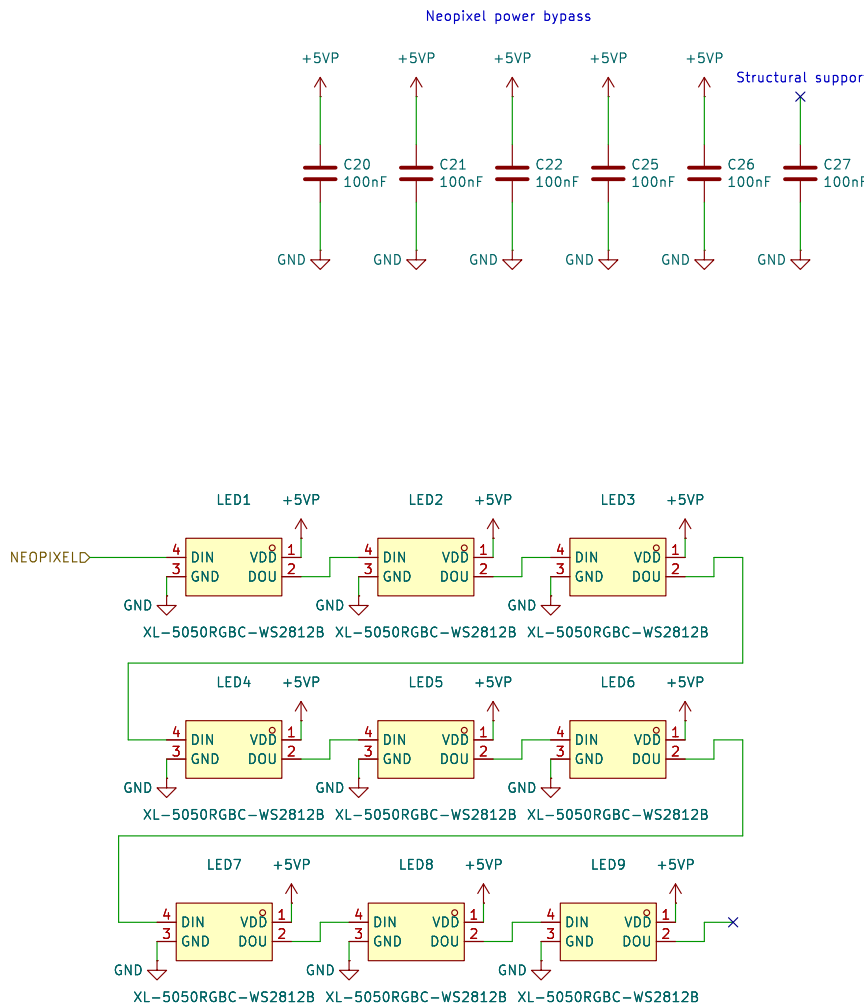 Neopixel power bypass
+5VP +5VP +5VP +5VP +5VP
Structural suppor
C20 C21 C22 C25 C26 C27
100nF 100nF 100nF 100nF 100nF 100nF
GND GND GND GND GND GND
LED1 +5VP LED2 +5VP LED3 +5VP
NEOPIXEL 4 DIN VDD 1 4 DIN VDD 1 4 DIN VDD 1
3 GND DOU 2 3 GND DOU 2 3 GND DOU 2
GND GND GND
XL-5050RGBC-WS2812B XL-5050RGBC-WS2812B XL-5050RGBC-WS2812B
LED4 +5VP LED5 +5VP LED6 +5VP
4 DIN VDD 1 4 DIN VDD 1 4 DIN VDD 1
3 GND DOU 2 3 GND DOU 2 3 GND DOU 2
GND GND GND
XL-5050RGBC-WS2812B XL-5050RGBC-WS2812B XL-5050RGBC-WS2812B
LED7 +5VP LED8 +5VP LED9 +5VP
4 DIN VDD 1 4 DIN VDD 1 4 DIN VDD 1
3 GND DOU 2 3 GND DOU 2 3 GND DOU 2
GND GND GND
XL-5050RGBC-WS2812B XL-5050RGBC-WS2812B XL-5050RGBC-WS2812B